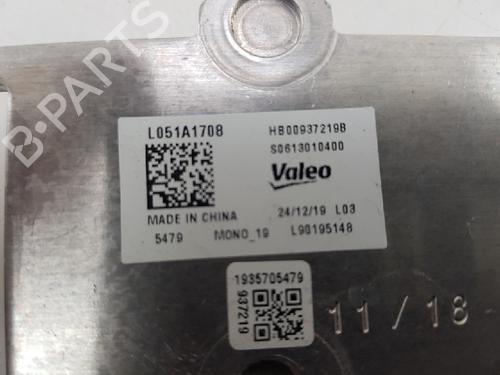 L051A1708
HB00937219B
S0613010400
Valeo
MADE IN CHINA
24/12/19 L03
5479 MONO_19 L90195148
1935705479
937219
11/18
B-PARTS